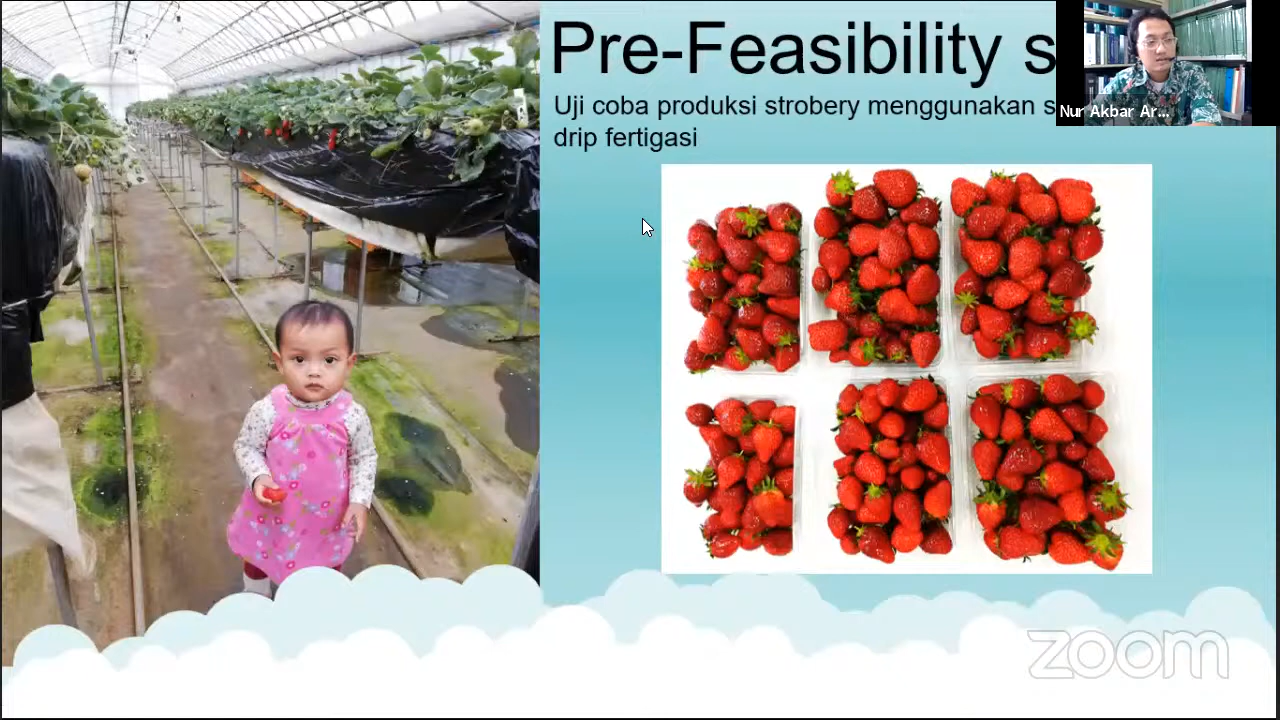 Pre-Feasibility s
Uji coba produksi strobery menggunakan s
drip fertigasi
Nur Akbar Ar...
zoom